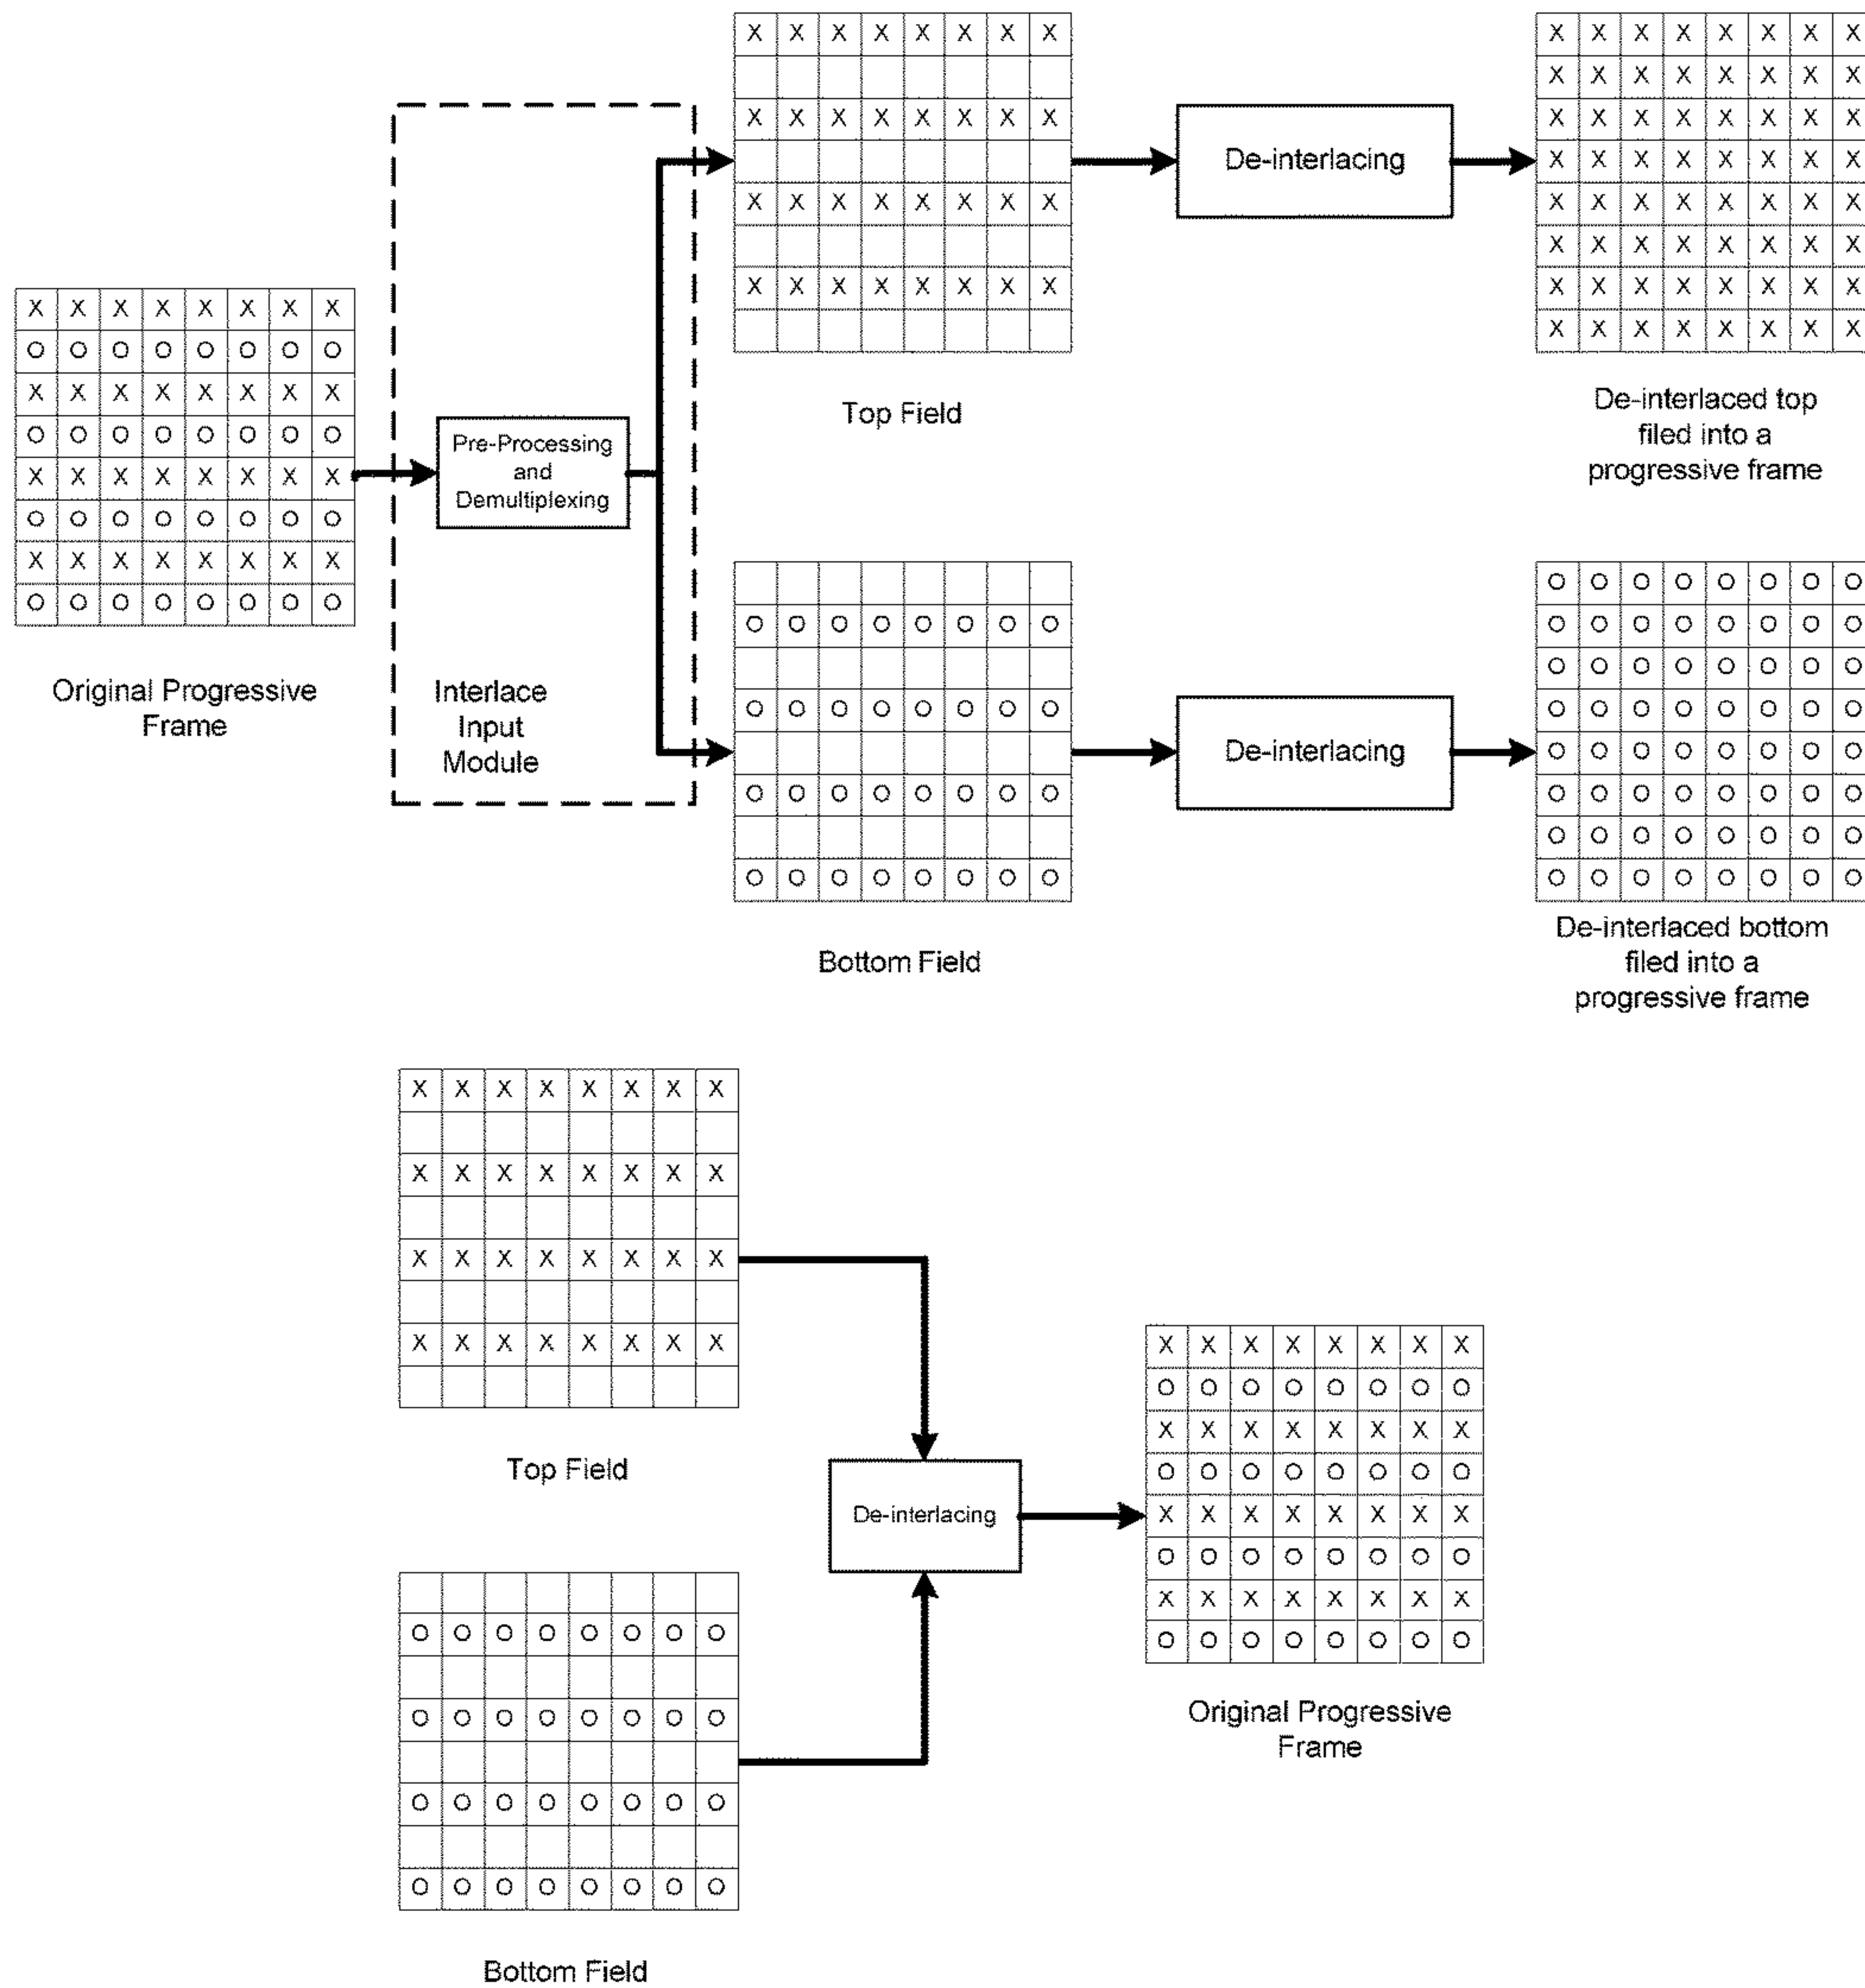 X X X X X X X X
X X X X X X X X
X X X X X X X X
X X X X X X X X
Top Field
De-interlacing
X X X X X X X X
X X X X X X X X
X X X X X X X X
X X X X X X X X
X X X X X X X X
X X X X X X X X
X X X X X X X X
X X X X X X X X
De-interlaced top
filed into a
progressive frame
X X X X X X X X
O O O O O O O O
X X X X X X X X
O O O O O O O O
X X X X X X X X
O O O O O O O O
X X X X X X X X
O O O O O O O O
Original Progressive
Frame
Pre-Processing
and
Demultiplexing
Interlace
Input
Module
O O O O O O O O
O O O O O O O O
O O O O O O O O
O O O O O O O O
Bottom Field
De-interlacing
O O O O O O O O
O O O O O O O O
O O O O O O O O
O O O O O O O O
O O O O O O O O
O O O O O O O O
O O O O O O O O
O O O O O O O O
De-interlaced bottom
filed into a
progressive frame
X X X X X X X X
X X X X X X X X
X X X X X X X X
X X X X X X X X
Top Field
De-interlacing
O O O O O O O O
O O O O O O O O
O O O O O O O O
O O O O O O O O
Bottom Field
X X X X X X X X
O O O O O O O O
X X X X X X X X
O O O O O O O O
X X X X X X X X
O O O O O O O O
X X X X X X X X
O O O O O O O O
Original Progressive
Frame